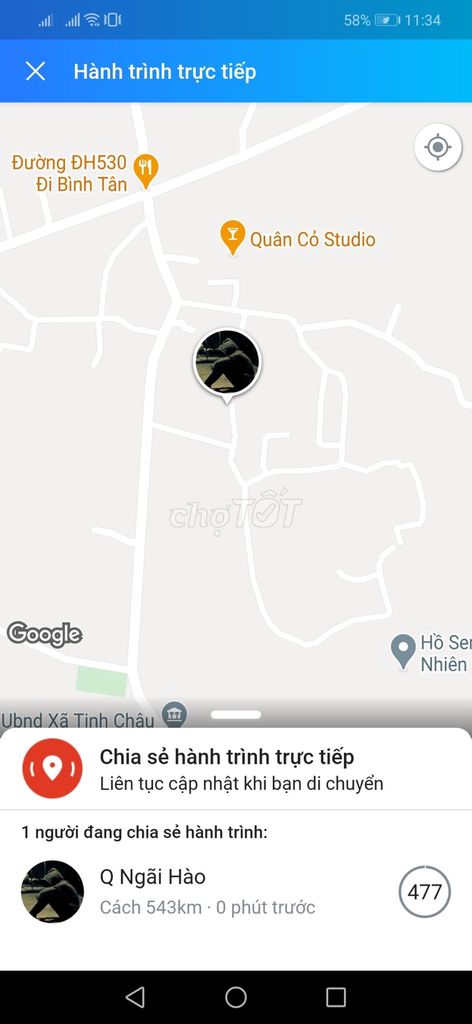 58% 11:34
Hành trình trực tiếp
Đường ĐH530
Đi Bình Tân
Quân Cỏ Studio
chợTỐT
Google
Hồ Ser
Nhiên
Ubnd Xã Tịnh Châu
Chia sẻ hành trình trực tiếp
Liên tục cập nhật khi bạn di chuyển
1 người đang chia sẻ hành trình:
Q Ngãi Hào
477
Cách 543km · 0 phút trước